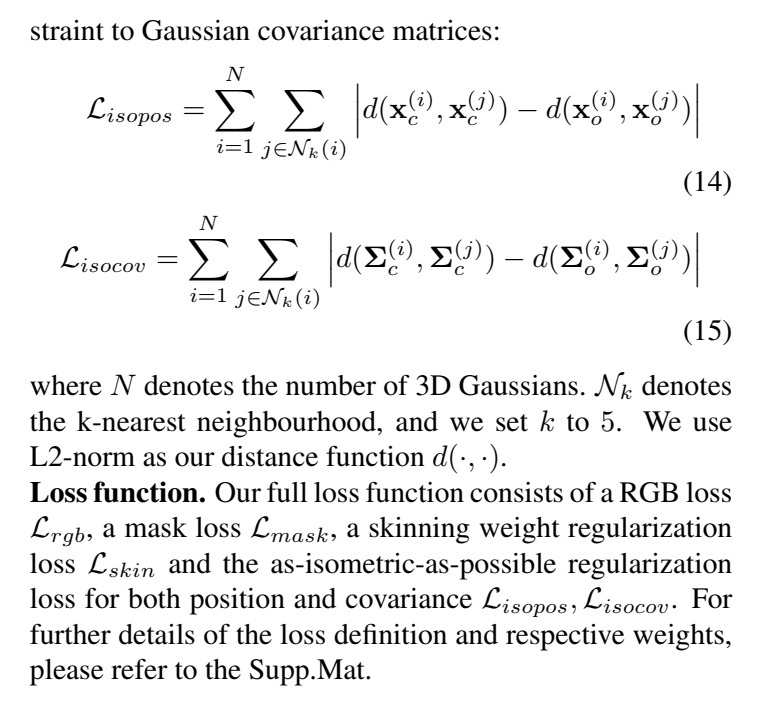 straint to Gaussian covariance matrices:
$\mathcal{L}_{isopos} = \sum_{i=1}^{N} \sum_{j \in \mathcal{N}_k(i)} \left| d(\mathbf{x}_c^{(i)}, \mathbf{x}_c^{(j)}) - d(\mathbf{x}_o^{(i)}, \mathbf{x}_o^{(j)}) \right|$
(14)
$\mathcal{L}_{isocov} = \sum_{i=1}^{N} \sum_{j \in \mathcal{N}_k(i)} \left| d(\mathbf{\Sigma}_c^{(i)}, \mathbf{\Sigma}_c^{(j)}) - d(\mathbf{\Sigma}_o^{(i)}, \mathbf{\Sigma}_o^{(j)}) \right|$
(15)
where $N$ denotes the number of 3D Gaussians. $\mathcal{N}_k$ denotes
the k-nearest neighbourhood, and we set $k$ to 5. We use
L2-norm as our distance function $d(\cdot, \cdot)$.
Loss function. Our full loss function consists of a RGB loss
$\mathcal{L}_{rgb}$, a mask loss $\mathcal{L}_{mask}$, a skinning weight regularization
loss $\mathcal{L}_{skin}$ and the as-isometric-as-possible regularization
loss for both position and covariance $\mathcal{L}_{isopos}, \mathcal{L}_{isocov}$. For
further details of the loss definition and respective weights,
please refer to the Supp.Mat.